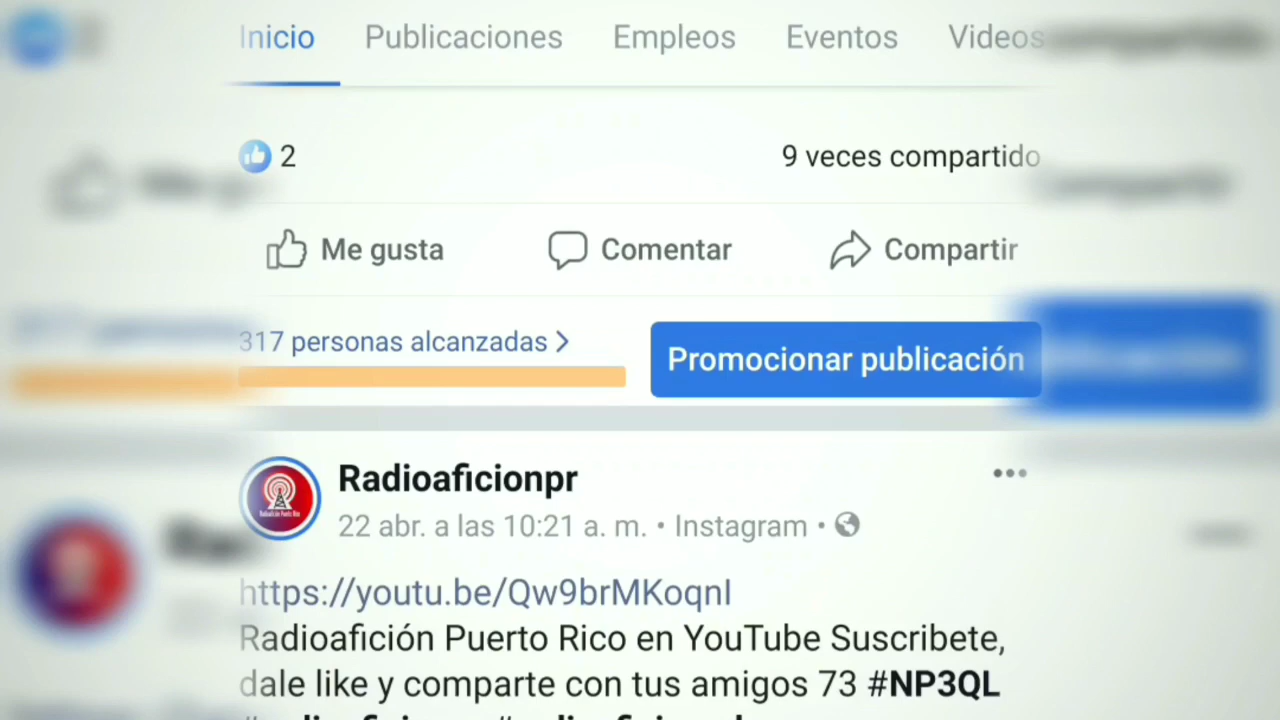 Inicio Publicaciones Empleos Eventos Videos
2 9 veces compartido
Me gusta Comentar Compartir
317 personas alcanzadas
Promocionar publicación
Radioaficionpr
22 abr. a las 10:21 a. m. • Instagram •
https://youtu.be/Qw9brMKoqnI
Radioafición Puerto Rico en YouTube Suscribete,
dale like y comparte con tus amigos 73 #NP3QL